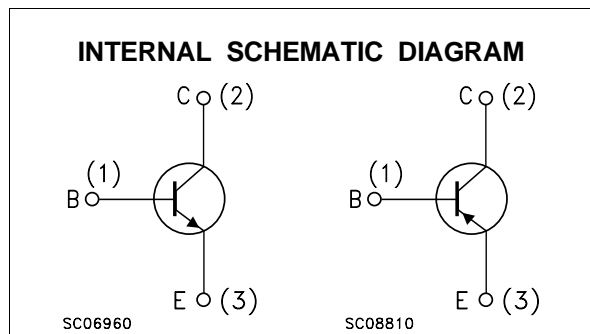 INTERNAL SCHEMATIC DIAGRAM
C (2)
(1)
B
E (3)
SC06960
C (2)
(1)
B
E (3)
SC08810